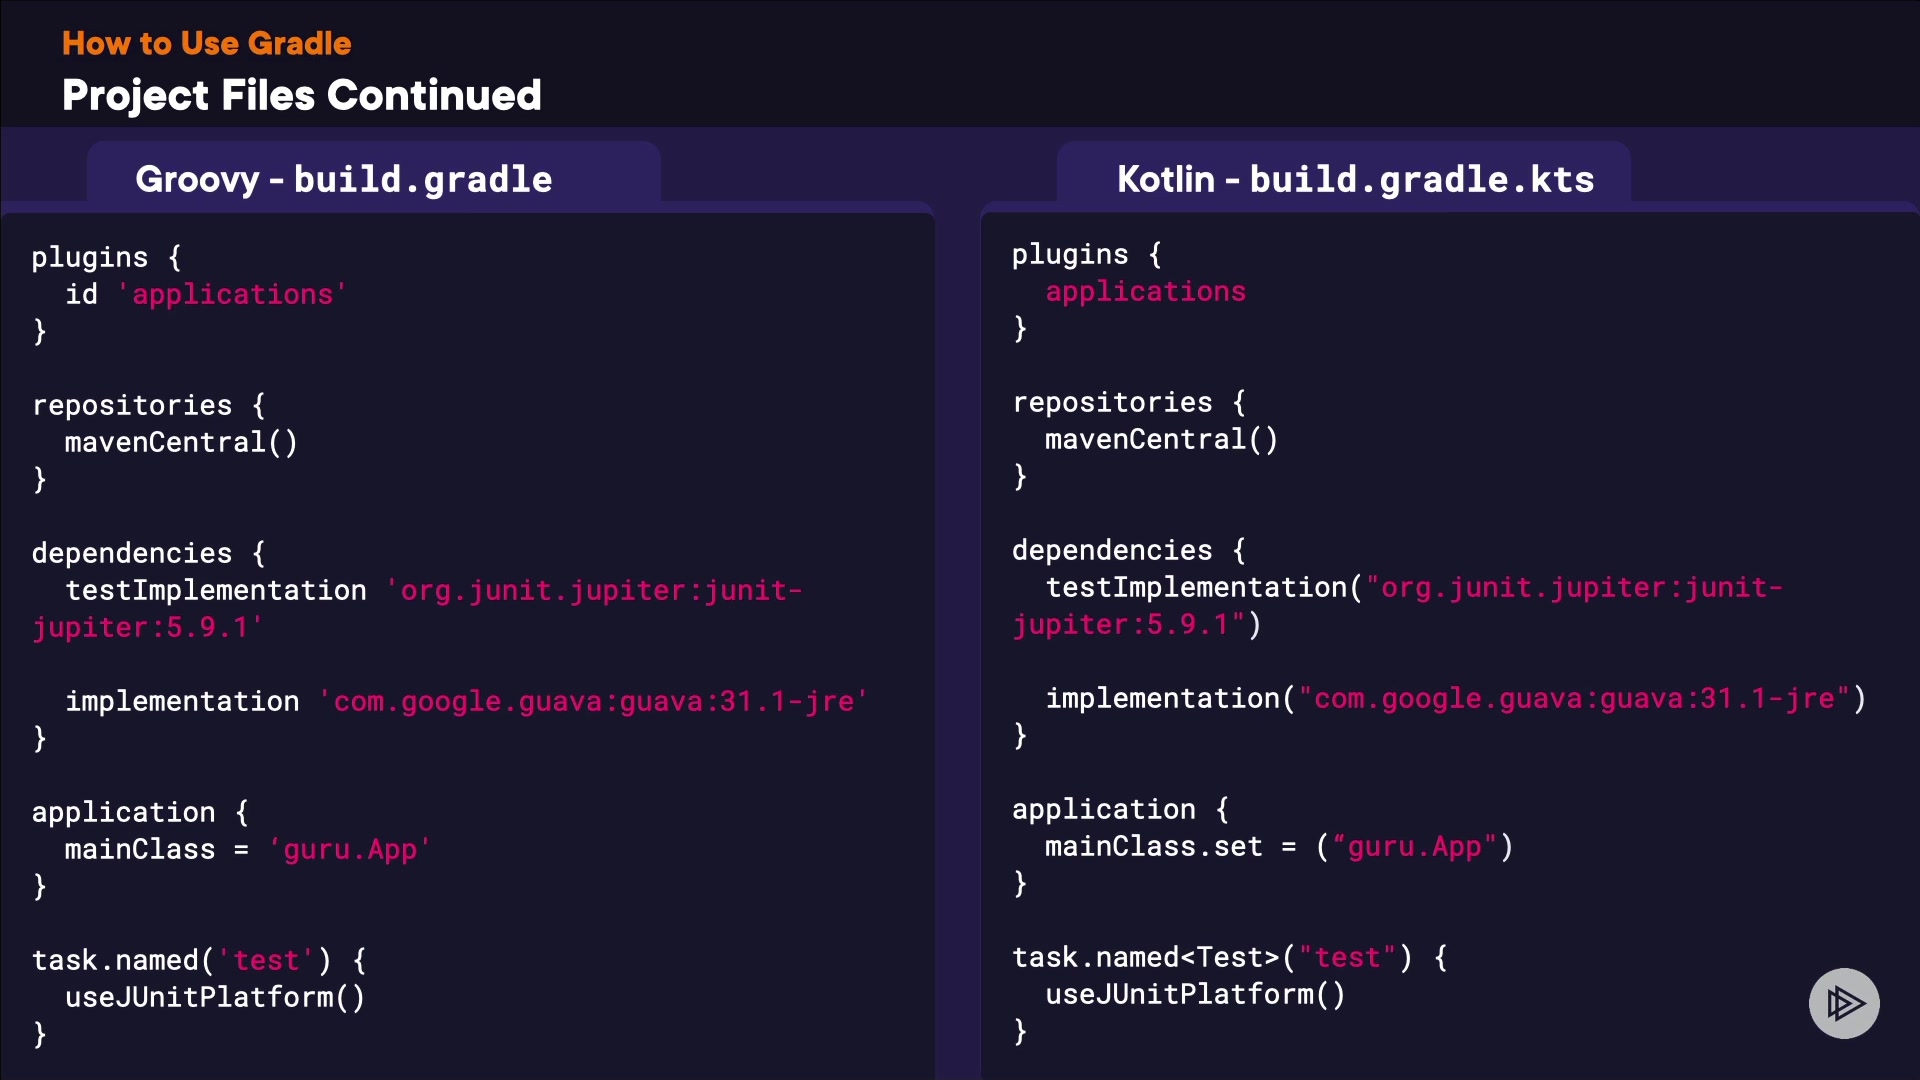 How to Use Gradle
Project Files Continued
Groovy - build.gradle
plugins {
  id 'applications'
}

repositories {
  mavenCentral()
}

dependencies {
  testImplementation 'org.junit.jupiter:junit-
jupiter:5.9.1'

  implementation 'com.google.guava:guava:31.1-jre'
}

application {
  mainClass = ‘guru.App'
}

task.named('test') {
  useJUnitPlatform()
}
Kotlin - build.gradle.kts
plugins {
  applications
}

repositories {
  mavenCentral()
}

dependencies {
  testImplementation("org.junit.jupiter:junit-
jupiter:5.9.1")

  implementation("com.google.guava:guava:31.1-jre")
}

application {
  mainClass.set = (“guru.App")
}

task.named<Test>("test") {
  useJUnitPlatform()
}